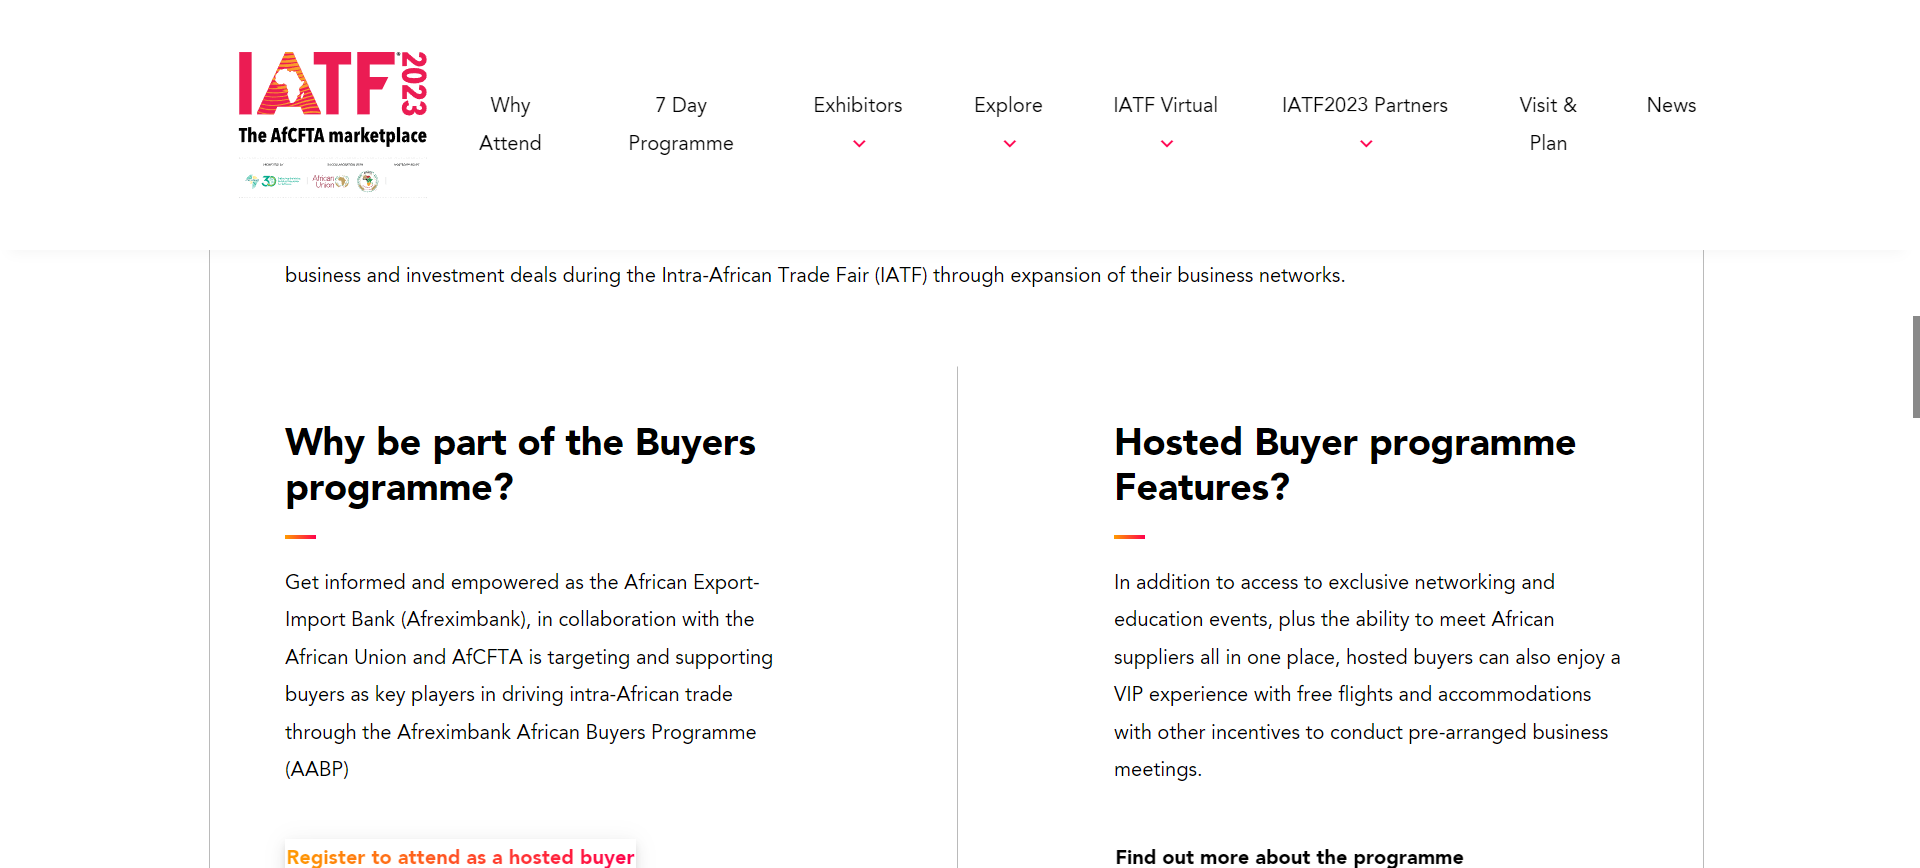 IATF 2023
The AfCFTA marketplace
African
Union
Why
Attend
7 Day
Programme
Exhibitors
Explore
IATF Virtual
IATF2023 Partners
Visit &
Plan
News
business and investment deals during the Intra-African Trade Fair (IATF) through expansion of their business networks.
Why be part of the Buyers
programme?
Get informed and empowered as the African Export-
Import Bank (Afreximbank), in collaboration with the
African Union and AfCFTA is targeting and supporting
buyers as key players in driving intra-African trade
through the Afreximbank African Buyers Programme
(AABP)
Register to attend as a hosted buyer
Hosted Buyer programme
Features?
In addition to access to exclusive networking and
education events, plus the ability to meet African
suppliers all in one place, hosted buyers can also enjoy a
VIP experience with free flights and accommodations
with other incentives to conduct pre-arranged business
meetings.
Find out more about the programme